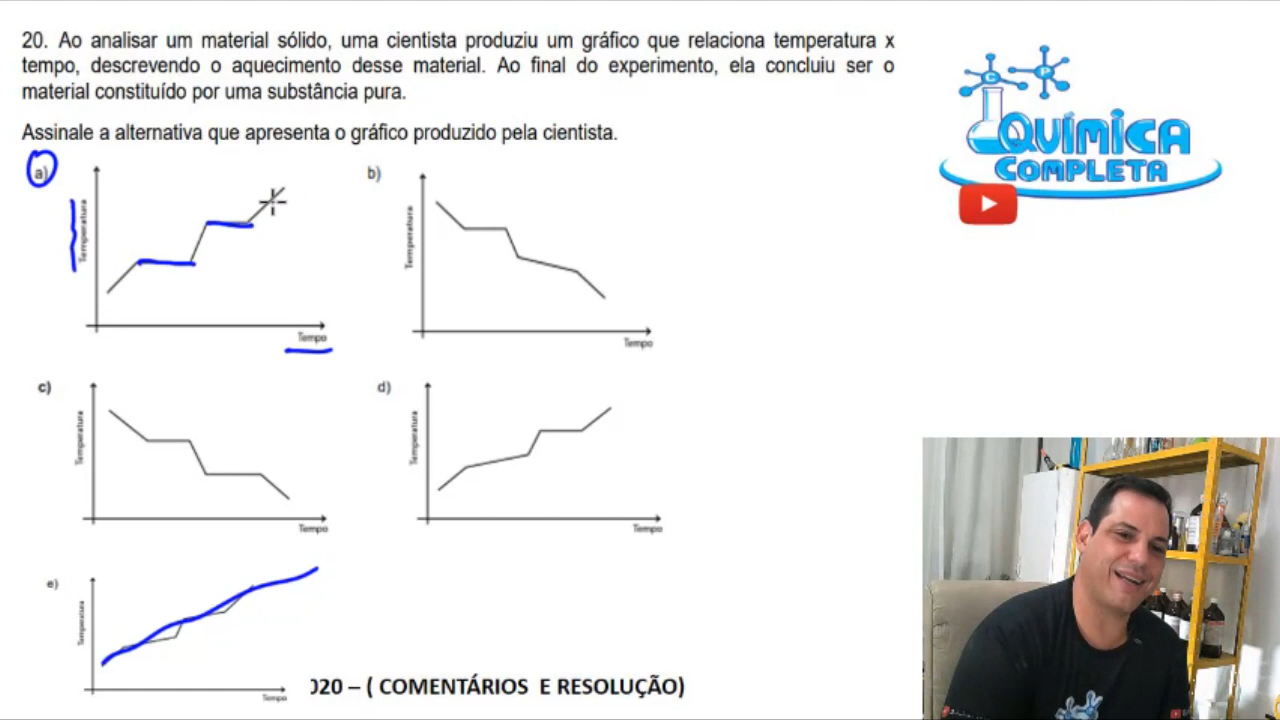 20. Ao analisar um material sólido, uma cientista produziu um gráfico que relaciona temperatura x
tempo, descrevendo o aquecimento desse material. Ao final do experimento, ela concluiu ser o
material constituído por uma substância pura.
Assinale a alternativa que apresenta o gráfico produzido pela cientista.
a)
Temperatura
Tempo
b)
Temperatura
Tempo
c)
Temperatura
Tempo
d)
Temperatura
Tempo
e)
Temperatura
Tempo
020 – ( COMENTÁRIOS E RESOLUÇÃO)
C P
QUÍMICA
COMPLETA